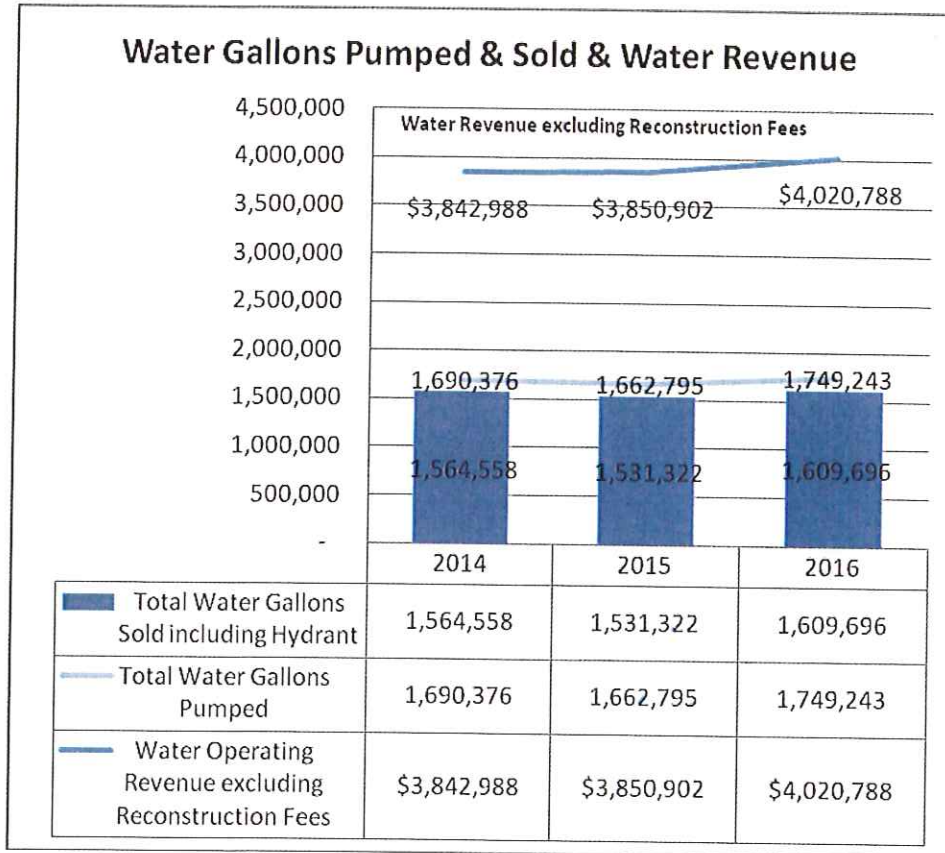 Water Gallons Pumped & Sold & Water Revenue
4,500,000
4,000,000
3,500,000
3,000,000
2,500,000
2,000,000
1,500,000
1,000,000
500,000
-
Water Revenue excluding Reconstruction Fees
$3,842,988 $3,850,902 $4,020,788
1,690,376 1,662,795 1,749,243
1,564,558 1,531,322 1,609,696
2014 2015 2016
Total Water Gallons
Sold including Hydrant
1,564,558 1,531,322 1,609,696
Total Water Gallons
Pumped
1,690,376 1,662,795 1,749,243
Water Operating
Revenue excluding
Reconstruction Fees
$3,842,988 $3,850,902 $4,020,788